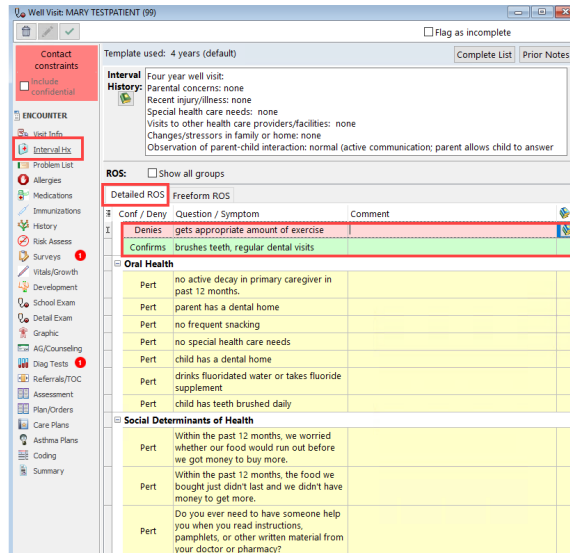 Well Visit: MARY TESTPATIENT (99)
Flag as incomplete
Contact
constraints
Include
confidential
ENCOUNTER
Visit Info
Interval Hx
Problem List
Allergies
Medications
Immunizations
History
Risk Assess
Surveys 1
Vitals/Growth
Development
School Exam
Detail Exam
Graphic
AG/Counseling
Diag Tests 1
Referrals/TOC
Assessment
Plan/Orders
Care Plans
Asthma Plans
Coding
Summary
Template used: 4 years (default)
Complete List Prior Notes
Interval
History:
Four year well visit:
Parental concerns: none
Recent injury/illness: none
Special health care needs: none
Visits to other health care providers/facilities: none
Changes/stressors in family or home: none
Observation of parent-child interaction: normal (active communication; parent allows child to answer
ROS: Show all groups
Detailed ROS Freeform ROS
Conf / Deny Question / Symptom Comment
Denies gets appropriate amount of exercise
Confirms brushes teeth, regular dental visits
Oral Health
Pert no active decay in primary caregiver in
past 12 months.
Pert parent has a dental home
Pert no frequent snacking
Pert no special health care needs
Pert child has a dental home
Pert drinks fluoridated water or takes fluoride
supplement
Pert child has teeth brushed daily
Social Determinants of Health
Pert Within the past 12 months, we worried
whether our food would run out before
we got money to buy more.
Pert Within the past 12 months, the food we
bought just didn't last and we didn't have
money to get more.
Pert Do you ever need to have someone help
you when you read instructions,
pamphlets, or other written material from
your doctor or pharmacy?